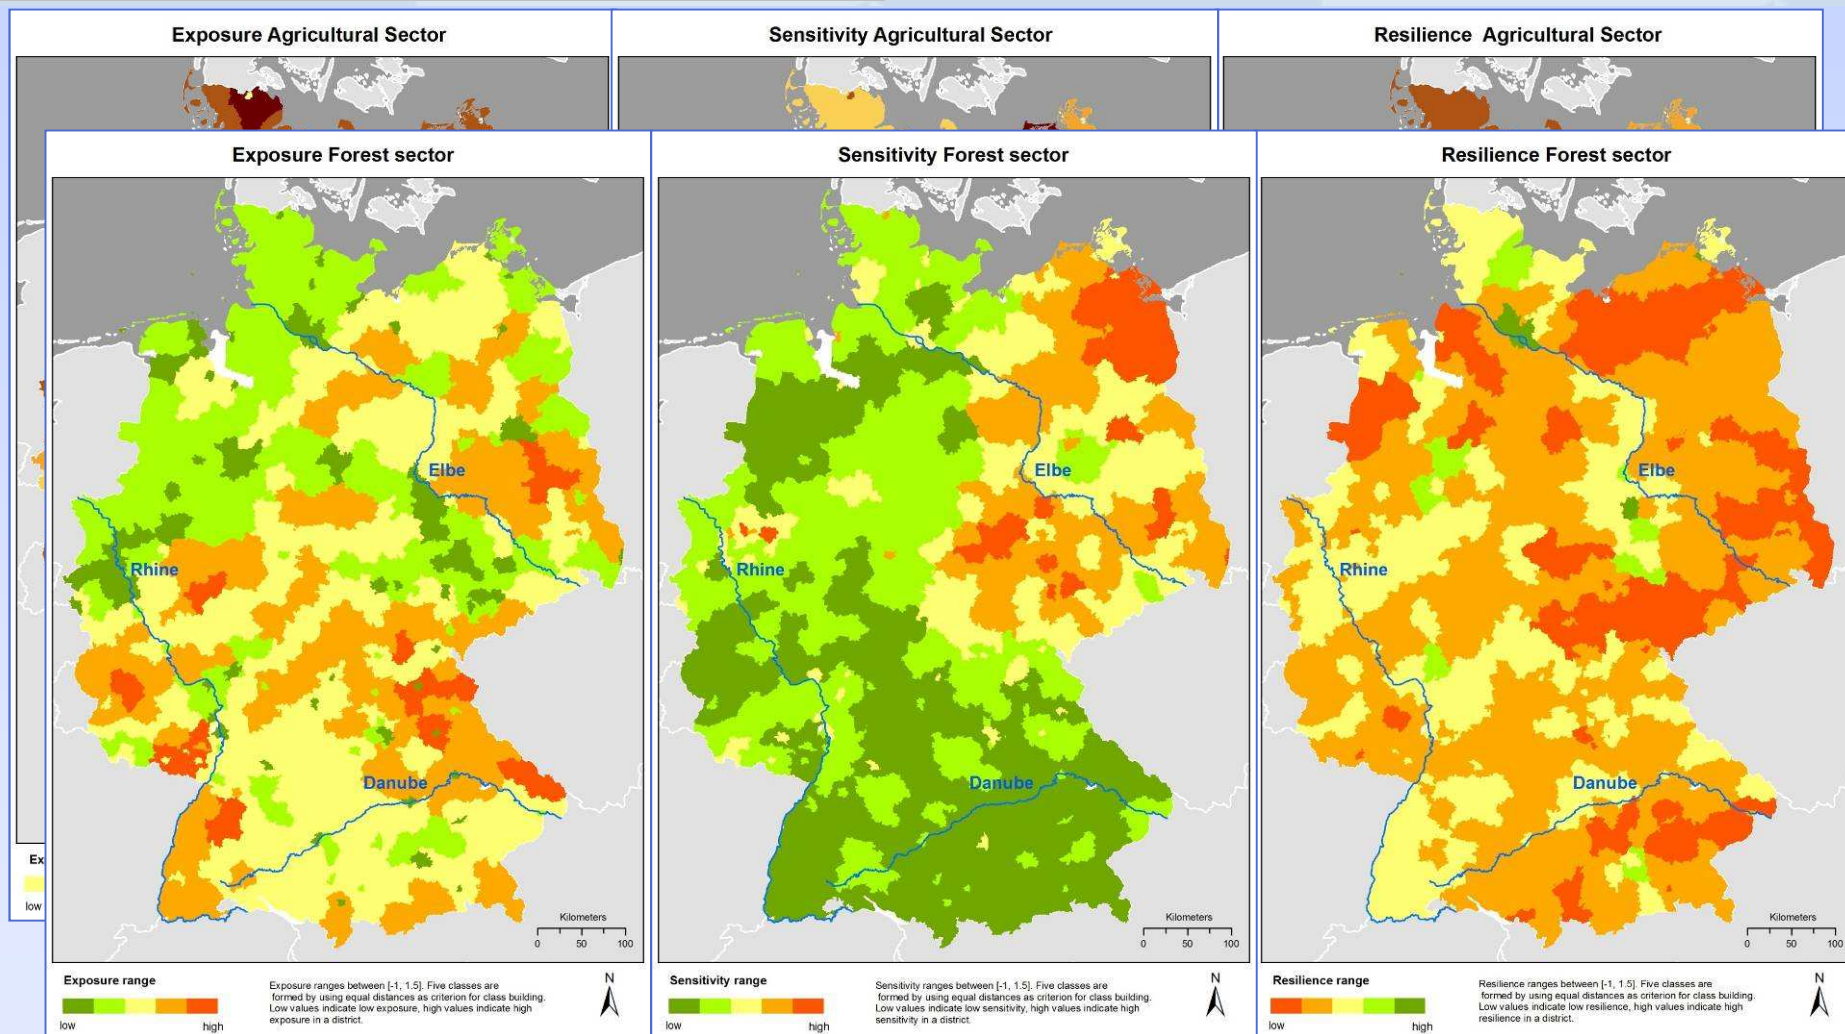 Exposure Agricultural Sector
Sensitivity Agricultural Sector
Resilience Agricultural Sector
Exposure Forest sector
Sensitivity Forest sector
Resilience Forest sector
Elbe
Rhine
Danube
Kilometers
0 50 100
Elbe
Rhine
Danube
Kilometers
0 50 100
Elbe
Rhine
Danube
Kilometers
0 50 100
Ex
low
Exposure range
low high
Exposure ranges between [-1, 1.5]. Five classes are
formed by using equal distances as criterion for class building.
Low values indicate low exposure, high values indicate high
exposure in a district.
N
Sensitivity range
low high
Sensitivity ranges between [-1, 1.5]. Five classes are
formed by using equal distances as criterion for class building.
Low values indicate low sensitivity, high values indicate high
sensitivity in a district.
N
Resilience range
low high
Resilience ranges between [-1, 1.5]. Five classes are
formed by using equal distances as criterion for class building.
Low values indicate low resilience, high values indicate high
resilience in a district.
N